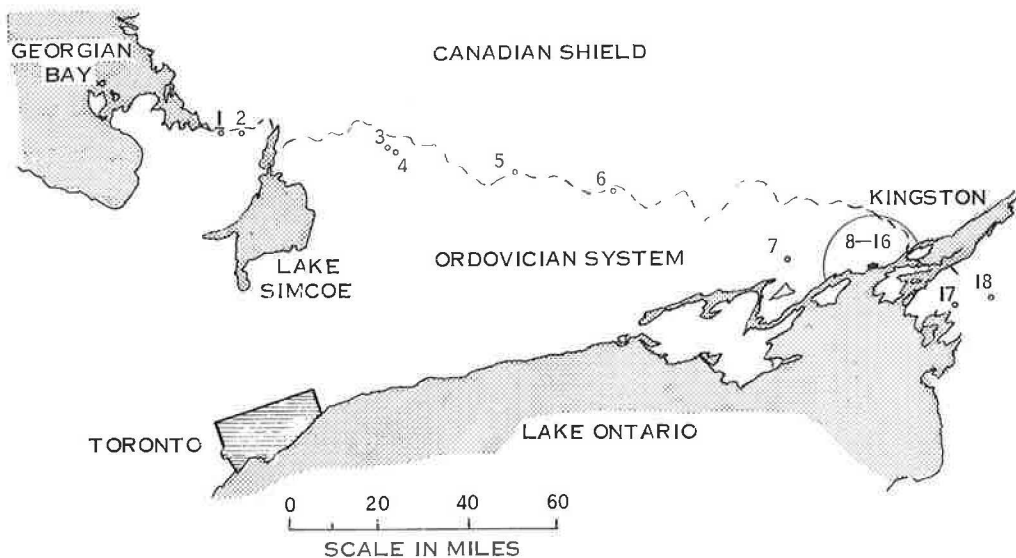 GEORGIAN
BAY
CANADIAN SHIELD
1 2
3
4
5
6
KINGSTON
7
8–16
ORDOVICIAN SYSTEM
LAKE
SIMCOE
17
18
TORONTO
LAKE ONTARIO
0 20 40 60
SCALE IN MILES